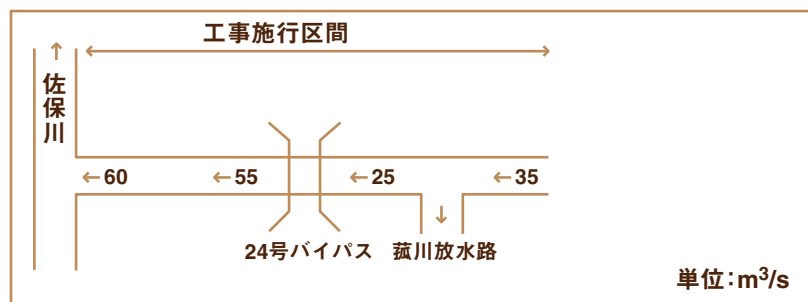 工事施行区間
佐保川
←60 ←55 ←25 ←35
24号バイパス 菰川放水路
単位：m³/s